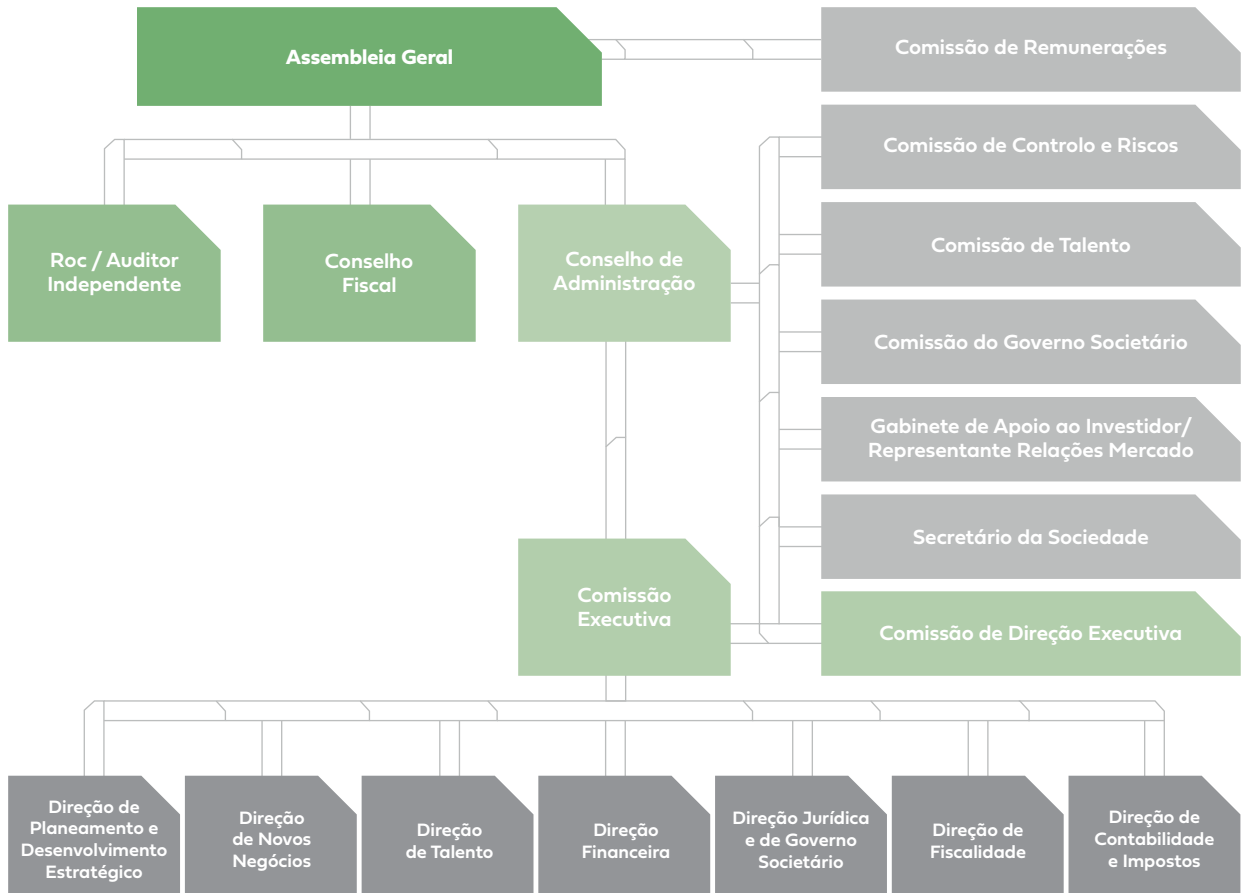 Assembleia Geral
Comissão de Remunerações
Comissão de Controlo e Riscos
Roc / Auditor
Independente
Conselho
Fiscal
Conselho de
Administração
Comissão de Talento
Comissão do Governo Societário
Gabinete de Apoio ao Investidor/
Representante Relações Mercado
Secretário da Sociedade
Comissão
Executiva
Comissão de Direção Executiva
Direção de
Planeamento e
Desenvolvimento
Estratégico
Direção
de Novos
Negócios
Direção
de Talento
Direção
Financeira
Direção Jurídica
e de Governo
Societário
Direção de
Fiscalidade
Direção de
Contabilidade
e Impostos